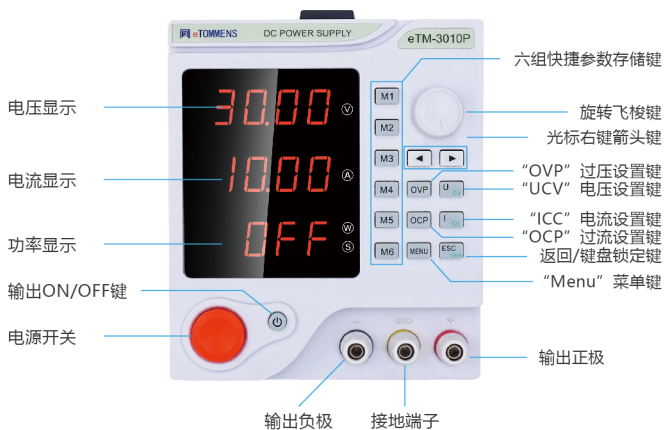 eTOMMENS
DC POWER SUPPLY
eTM-3010P
30.00
V
10.00
A
OFF
W
S
M1
M2
M3
M4
M5
M6
OVP
U
CV
OCP
I
CC
MENU
ESC
GND
电压显示
电流显示
功率显示
输出ON/OFF键
电源开关
六组快捷参数存储键
旋转飞梭键
光标右键箭头键
“OVP”过压设置键
“UCV”电压设置键
“ICC”电流设置键
“OCP”过流设置键
返回/键盘锁定键
“Menu”菜单键
输出负极
接地端子
输出正极